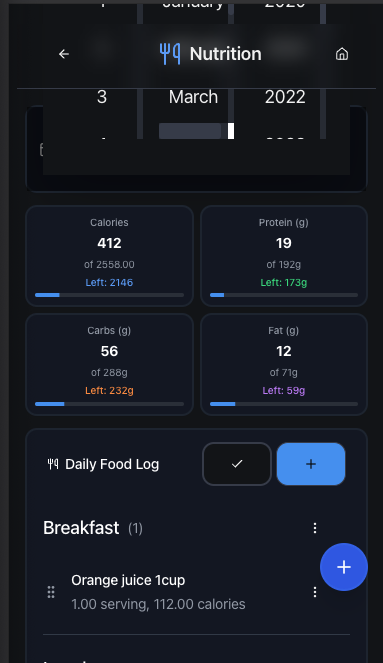 January
Nutrition
3 March 2022
Calories
412
of 2558.00
Left: 2146
Protein (g)
19
of 192g
Left: 173g
Carbs (g)
56
of 288g
Left: 232g
Fat (g)
12
of 71g
Left: 59g
Daily Food Log
Breakfast (1)
Orange juice 1cup
1.00 serving, 112.00 calories